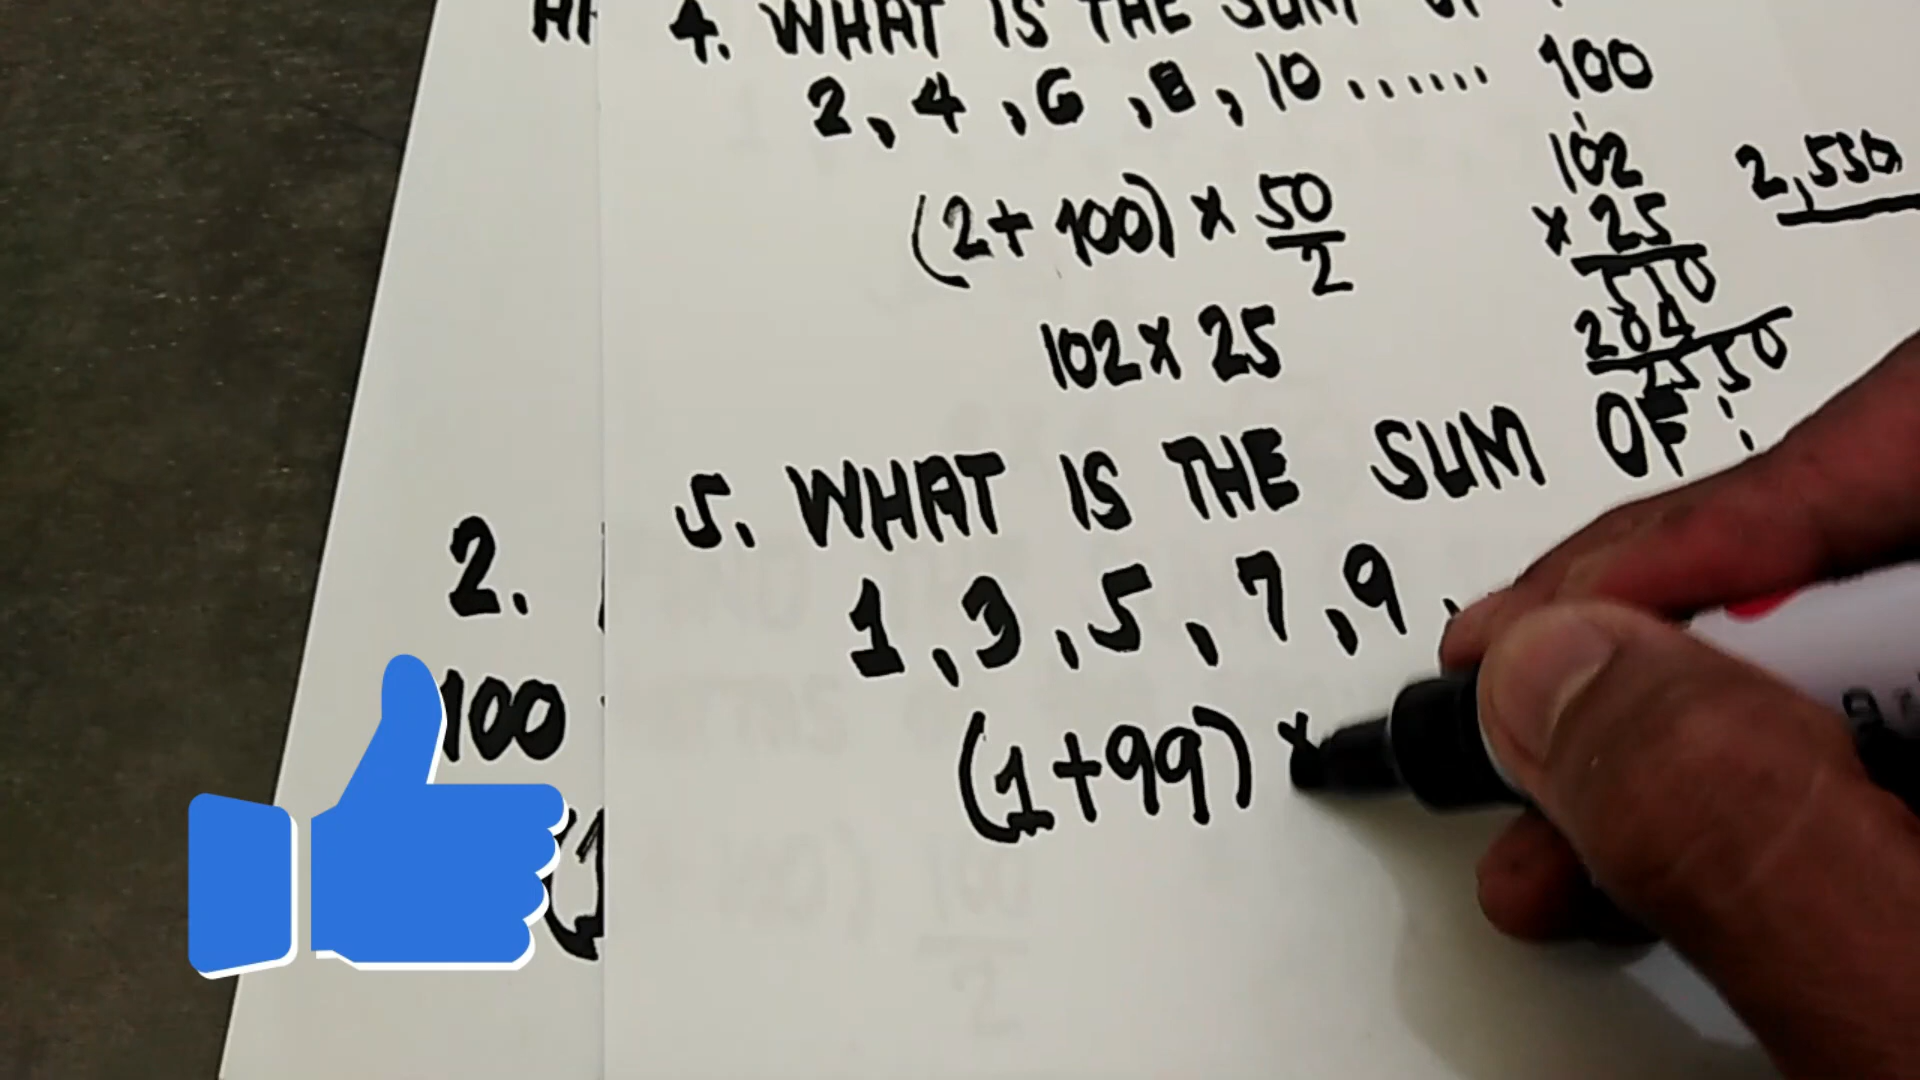 4. WHAT IS THE SUM OF
2, 4, 6, 8, 10 ...... 100
(2+ 100) × 50
2
102 × 25
102
× 25
510
204
2550
2,550
5. WHAT IS THE SUM OF :
1, 3, 5, 7, 9,
(1+99) ×
2.
100